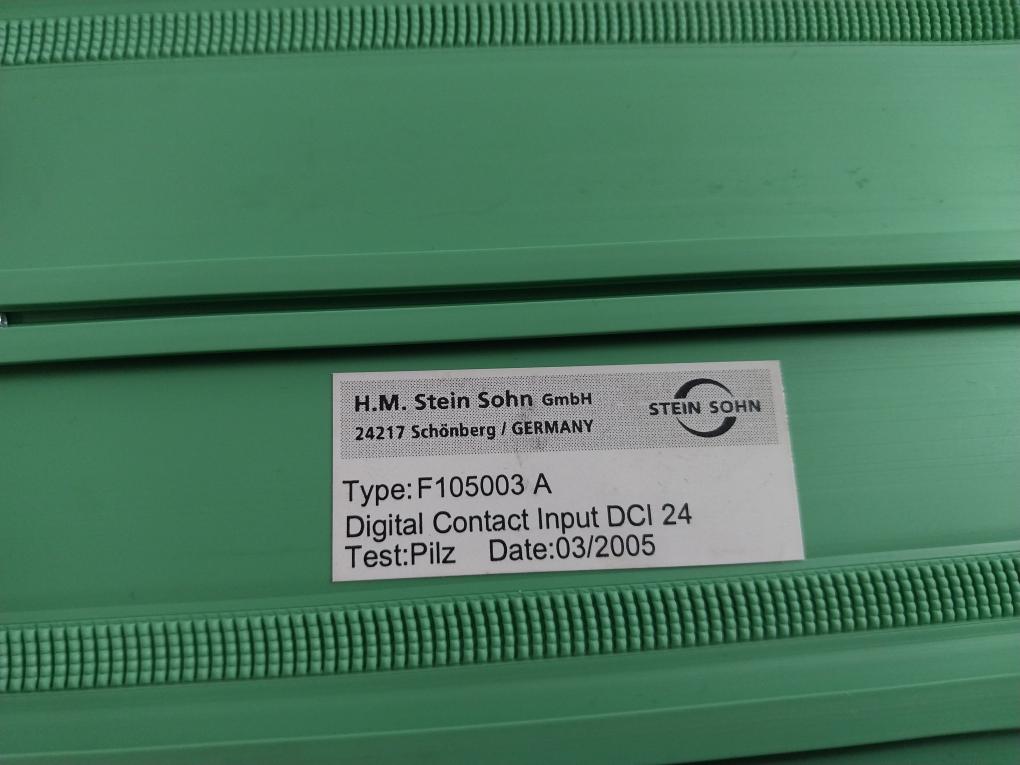 H.M. Stein Sohn GmbH
24217 Schönberg / GERMANY
STEIN SOHN
Type:F105003 A
Digital Contact Input DCI 24
Test:Pilz Date:03/2005